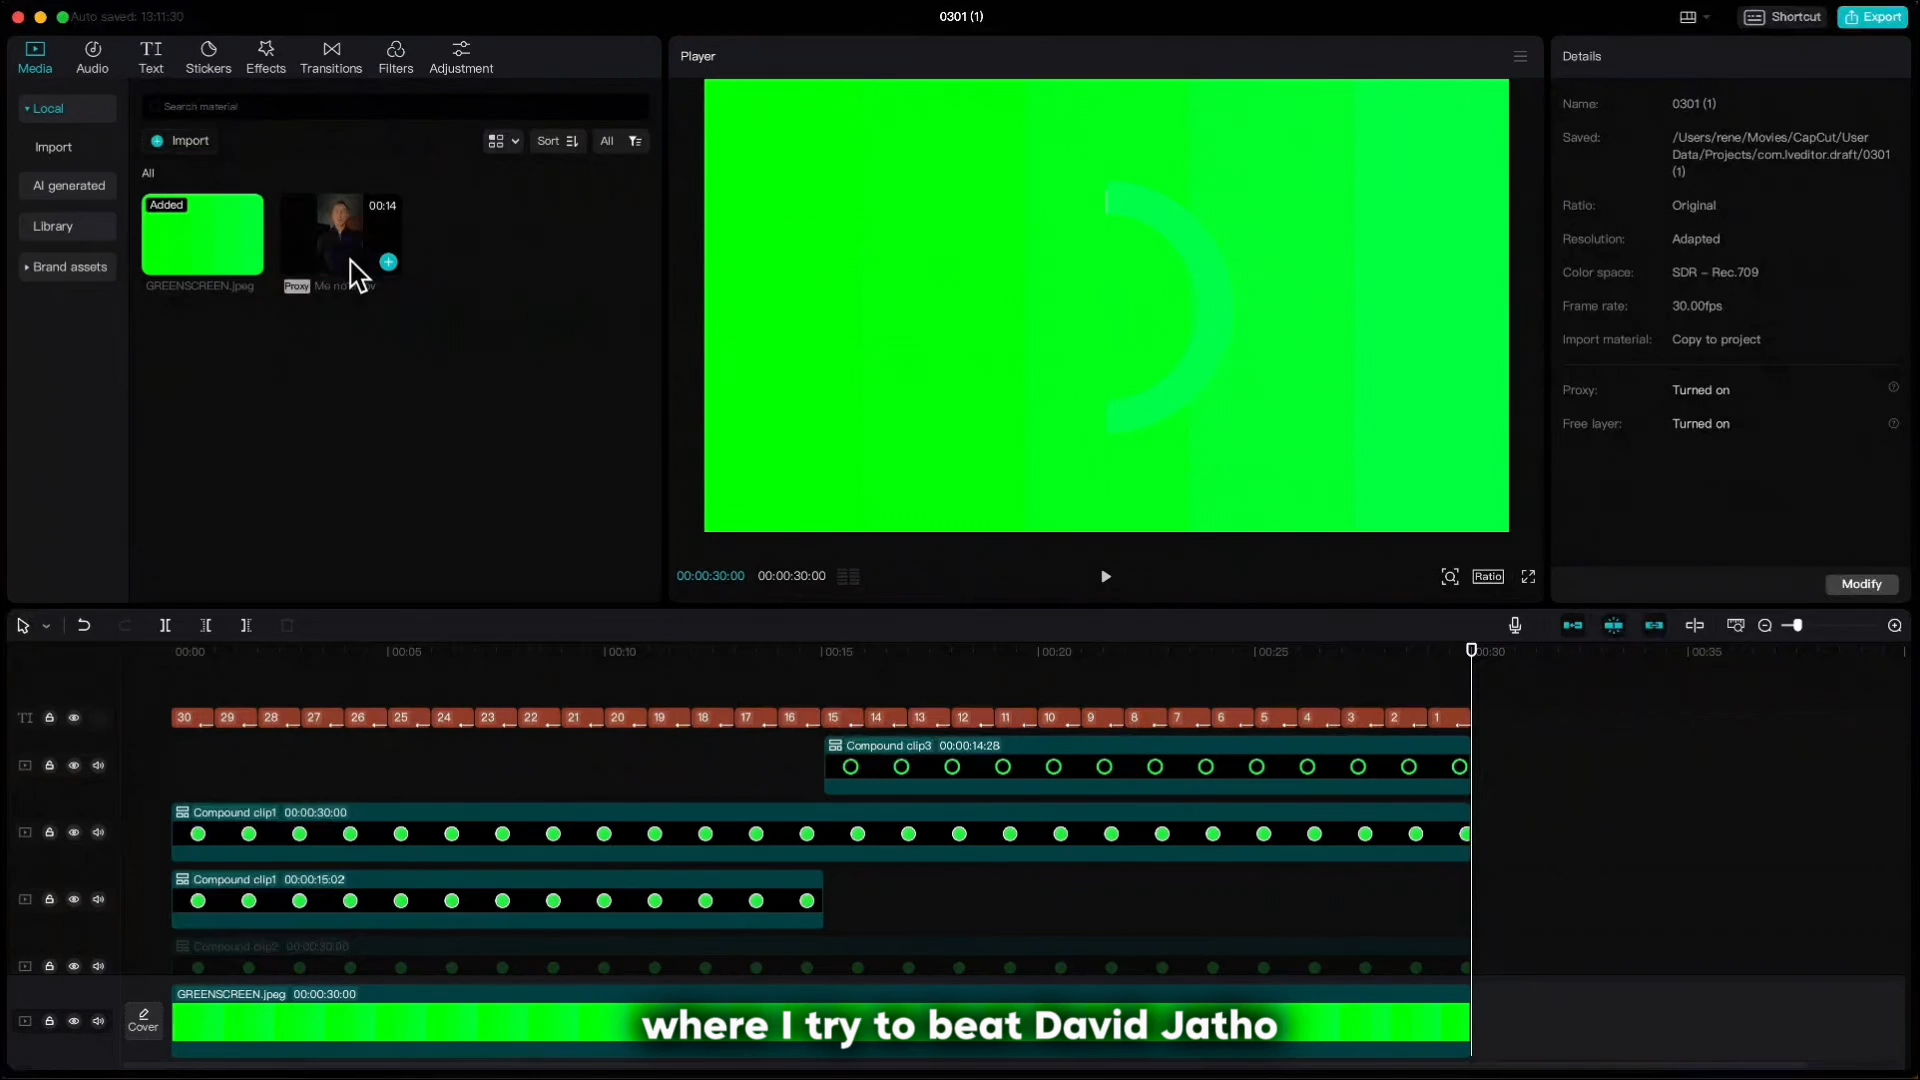 Auto saved: 13:11:30
0301 (1)
Shortcut
Export
Media
Audio
TI
Text
Stickers
Effects
Transitions
Filters
Adjustment
Local
Import
AI generated
Library
Brand assets
Search material
Import
Sort
All
All
Added
GREENSCREEN.jpeg
00:14
Proxy
Player
00:00:30:00
00:00:30:00
Ratio
Details
Name: 0301 (1)
Saved: /Users/rene/Movies/CapCut/User
Data/Projects/com.lveditor.draft/0301
(1)
Ratio: Original
Resolution: Adapted
Color space: SDR – Rec.709
Frame rate: 30.00fps
Import material: Copy to project
Proxy: Turned on
Free layer: Turned on
Modify
00:00 00:05 00:10 00:15 00:20 00:25 00:30 00:35
TI 30 29 28 27 26 25 24 23 22 21 20 19 18 17 16 15 14 13 12 11 10 9 8 7 6 5 4 3 2 1
Compound clip3 00:00:14:28
Compound clip1 00:00:30:00
Compound clip1 00:00:15:02
Compound clip2 00:00:30:00
GREENSCREEN.jpeg 00:00:30:00
Cover
where I try to beat David Jatho